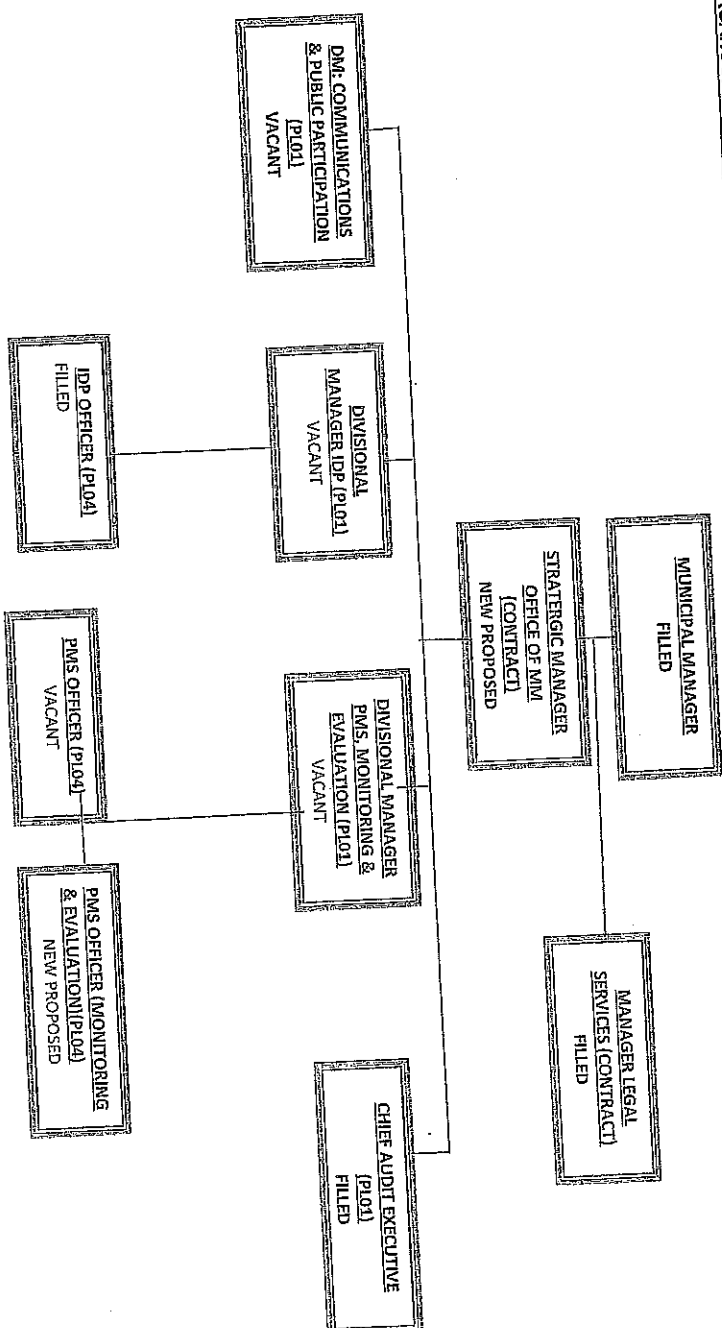 MUNICIPAL MANAGER
FILLED
STRATERGIC MANAGER
OFFICE OF MM
(CONTRACT)
NEW PROPOSED
MANAGER LEGAL
SERVICES (CONTRACT)
FILLED
DM: COMMUNICATIONS
& PUBLIC PARTICIPATION
(PL01)
VACANT
DIVISIONAL
MANAGER IDP (PL01)
VACANT
DIVISIONAL MANAGER
PMS, MONITORING &
EVALUATION (PL01)
VACANT
CHIEF AUDIT EXECUTIVE
(PL01)
FILLED
IDP OFFICER (PL04)
FILLED
PMS OFFICER (PL04)
VACANT
PMS OFFICER (MONITORING
& EVALUATION)(PL04)
NEW PROPOSED